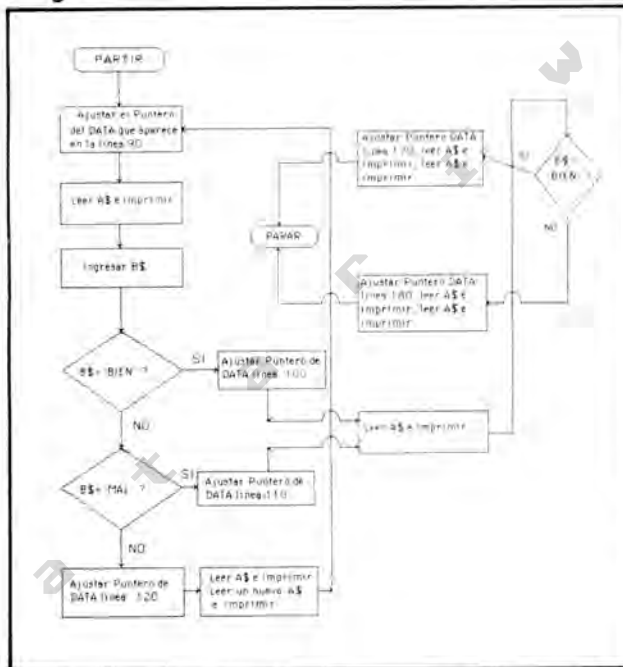 PARTIR
Ajustar el Puntero
del DATA que aparece
en la línea 90
Leer A$ e imprimir
Ingresar B$
B$= BIEN ?
SI
Ajustar Puntero de
DATA línea 100
NO
B$= MAL ?
SI
Ajustar Puntero de
DATA línea 110
NO
Ajustar Puntero de
DATA línea 120
Leer A$ e imprimir
Leer un nuevo A$
e imprimir
Leer A$ e imprimir
B$=
BIEN ?
SI
NO
Ajustar Puntero DATA
línea 170, leer A$ e
imprimir, leer A$ e
imprimir
PARAR
Ajustar Puntero DATA
línea 180, leer A$ e
imprimir, leer A$ e
imprimir